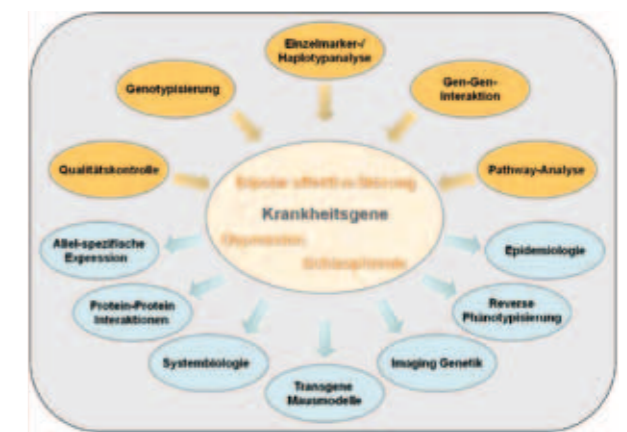 Einzelmarker-/
Haplotypanalyse
Genotypisierung
Gen-Gen-
Interaktion
Qualitätskontrolle
Pathway-Analyse
Bipolar affektive Störung
Krankheitsgene
Schizophrenie
Allel-spezifische
Expression
Epidemiologie
Protein-Protein
Interaktionen
Reverse
Phänotypisierung
Systembiologie
Imaging Genetik
Transgene
Mausmodelle